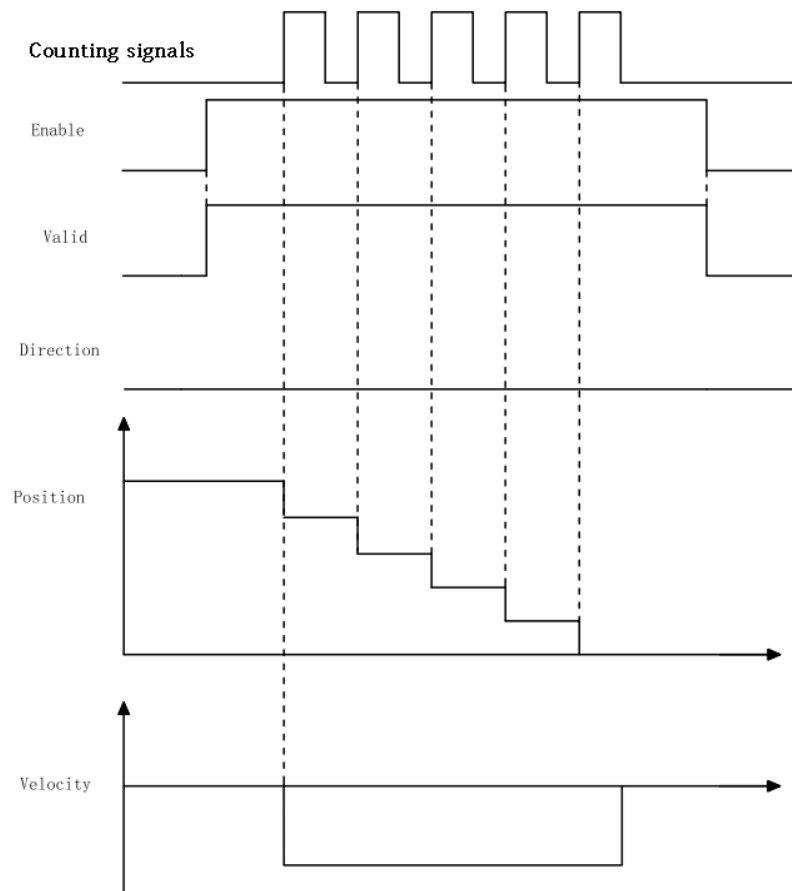 Counting signals
Enable
Valid
Direction
Position
Velocity